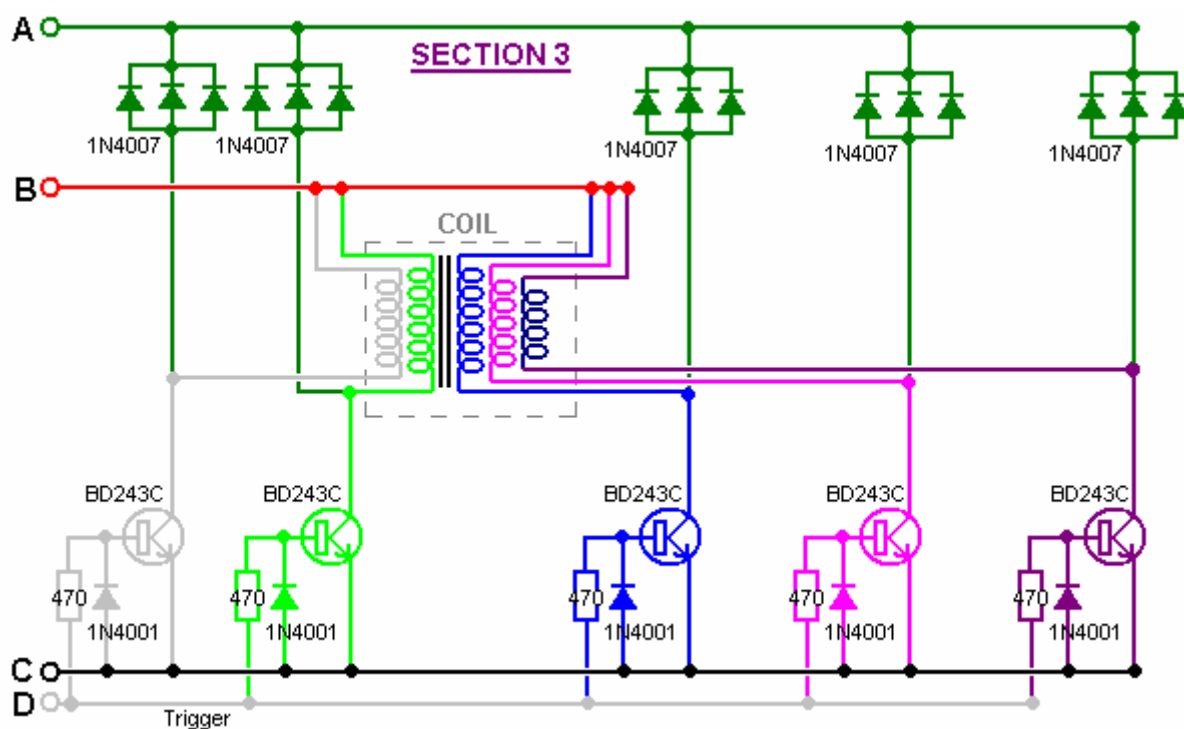 A
SECTION 3
1N4007
1N4007
1N4007
1N4007
1N4007
B
COIL
BD243C
BD243C
BD243C
BD243C
BD243C
470
470
470
470
470
1N4001
1N4001
1N4001
1N4001
1N4001
C
D
Trigger